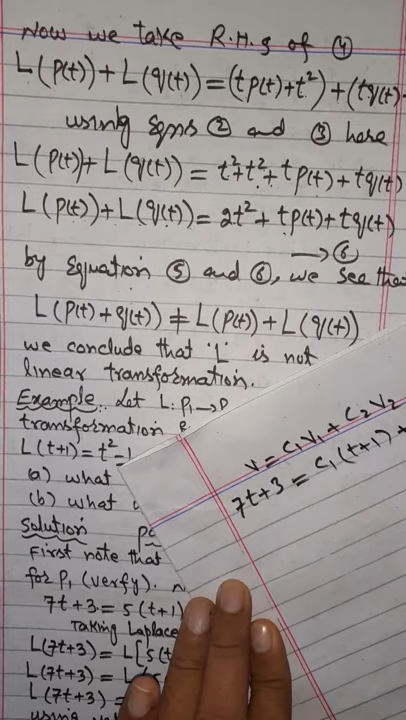 Now we take R.H.S of ④
L(p(t)) + L(q(t)) = (tp(t)+t²) + (tq(t)+
using Eqns ② and ③ here
L(p(t)) + L(q(t)) = t²+t²+tp(t)+tq(t)
L(p(t)) + L(q(t)) = 2t²+tp(t)+tq(t)
→⑥
by Equation ⑤ and ⑥, we see that
L(p(t)+q(t)) ≠ L(p(t)) + L(q(t))
we conclude that 'L' is not
linear transformation.
Example. Let L: P₁→P
transformation
L(t+1) = t²-1
(a) what
(b) what
Solution
First note that
for P₁ (verify).
7t+3 = 5(t+1)
Taking Laplace
L(7t+3) = L[5(t
L(7t+3) = L
L(7t+3) =
using
V = C₁V₁ + C₂V₂
7t+3 = C₁(t+1) +